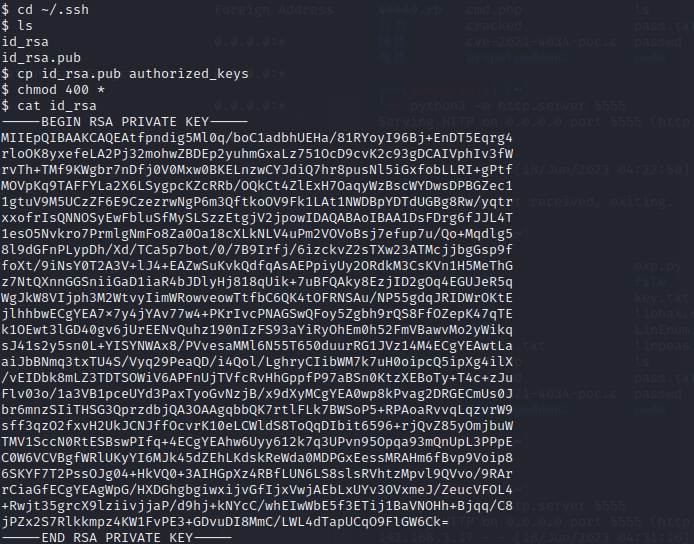 $ cd ~/.ssh
$ ls
id_rsa
id_rsa.pub
$ cp id_rsa.pub authorized_keys
$ chmod 400 *
$ cat id_rsa
-----BEGIN RSA PRIVATE KEY-----
MIIEpQIBAAKCAQEAtfpndig5Ml0q/boC1adbhUEHa/81RYoyI96Bj+EnDT5Eqrg4
rloOK8yxefeLA2Pj32mohwZBDEp2yuhmGxaLz751OcD9cvK2c93gDCAIVphIv3fW
rvTh+TMf9KWgbr7nDfj0V0Mxw0BKELnzwCYJdiQ7hr8pusNl5iGxfobLLRI+gPtf
MOVpKq9TAFFYLa2X6LSygpcKZcRRb/OQkCt4ZlExH7OaqyWzBscWYDwsDPBGZec1
1gtuV9M5UCzZF6E9CzezrwNgP6m3QftkoOV9Fk1LAt1NWDBpYDTdUGBg8Rw/yqtr
xxofrIsQNNOSyEwFbluSfMySLSzzEtgjV2jpowIDAQABAoIBAA1DsFDrg6fJJL4T
1esO5Nvkro7PrmlgNmFo8Za0Oa18cXLkNLV4uPm2VOVoBsj7efup7u/Qo+Mqdlg5
8l9dGFnPLypDh/Xd/TCa5p7bot/0/7B9Irfj/6izckvZ2sTXw23ATMcjjbgGsp9f
foXt/9iNsY0T2A3V+lJ4+EAZwSuKvkQdfqAsAEPpiyUy2ORdkM3CsKVn1H5MeThG
z7NtQXnnGGSniiGaD1iaR4bJDlyHj818qUik+7uBFQAky8EzjID2gOq4EGUJeR5q
WgJkW8VIjph3M2WtvyIimWRowveowTtfbC6QK4tOFRNSAu/NP55gdqJRIDWrOKtE
jlhhbwECgYEA7×7y4jYAv77w4+PKrIvcPNAGSwQFoy5Zgbh9rQS8FfOZepK47qTE
k1OEwt3lGD40gv6jUrEENvQuhz190nIzFS93aYiRyOhEm0h52FmVBawvMo2yWikq
sJ41s2y5sn0L+YISYNWAx8/PVvesaMMl6N55T650duurRG1JVz14M4ECgYEAwtLa
aiJbBNmq3txTU4S/Vyq29PeaQD/i4Qol/LghryCIibWM7k7uH0oipcQ5ipXg4ilX
/vEIDbk8mLZ3TDTSOWiV6APFnUjTVfcRvHhGppfP97aBSn0KtzXEBoTy+T4c+zJu
Flv03o/1a3VB1pceUYd3PaxTyoGvNzjB/x9dXyMCgYEA0wp8kPvag2DRGECmUs0J
br6mnzSIiTHSG3QprzdbjQA3OAAgqbbQK7rtlFLk7BWSoP5+RPAoaRvvqLqzvrW9
sff3qzO2fxvH2UkJCNJffOcvrK10eLCWldS8ToQqDIbit6596+rjQvZ85yOmjbuW
TMV1SccN0RtESBswPIfq+4ECgYEAhw6Uyy612k7q3UPvn95Opqa93mQnUpL3PPpE
C0W6VCVBgfWRlUKyYI6MJk45dZEhLKdskReWda0MDPGxEessMRAHm6fBvp9Voip8
6SKYF7T2PssOJg04+HkVQ0+3AIHGpXz4RBfLUN6LS8slsRVhtzMpvl9QVvo/9RAr
rCiaGfECgYEAgWpG/HXDGhgbgiwxijvGfIjxVwjAEbLxUYv3OVxmeJ/ZeucVFOL4
+Rwjt35grcX9lziivjjaP/d9hj+kNYcC/whEIwWbE5f3ETij1BaVNOHh+Bjqq/C8
jPZx2S7Rlkkmpz4KW1FvPE3+GDvuDI8MmC/LWL4dTapUCqO9FlGW6Ck=
-----END RSA PRIVATE KEY-----